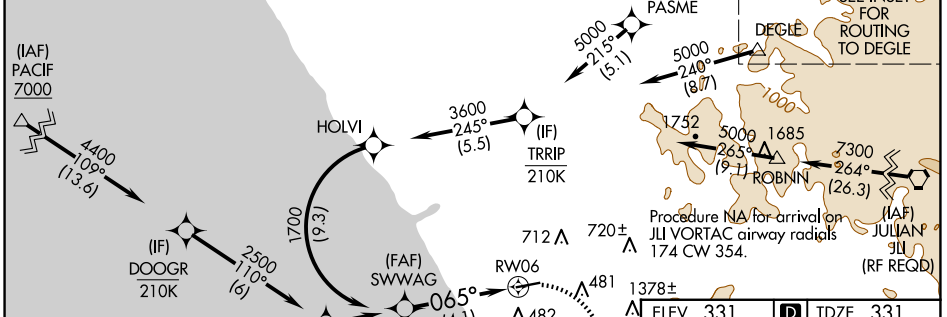 PASME
SEE INSET
FOR
ROUTING
TO DEGLE
DEGLE
5000
215°
(5.1)
5000
240°
(8.7)
(IAF)
PACIF
7000
1000
3600
245°
(5.5)
HOLVI
(IF)
TRRIP
210K
1752
5000
265°
(9.1)
1685
ROBNN
7300
264°
(26.3)
4400
109°
(13.6)
(IAF)
JULIAN
JLI
(RF REQD)
Procedure NA for arrival on
JLI VORTAC airway radials
174 CW 354.
1700
(9.3)
712
720±
(IF)
DOOGR
210K
2500
110°
(6)
(FAF)
SWWAG
RW06
065°
481
1378±
482
ELEV 331
D
TDZE 331